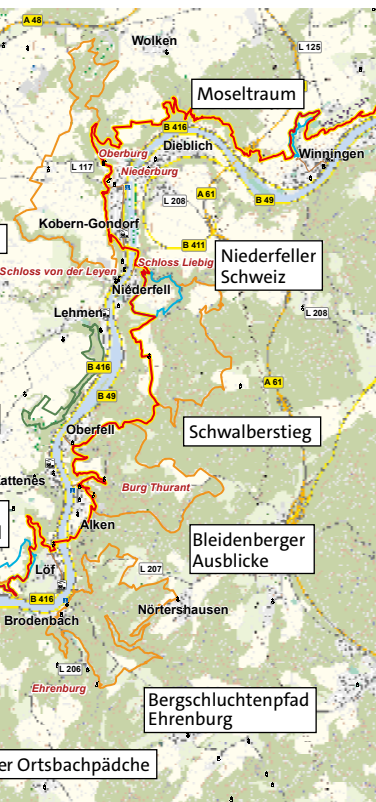 A 48
Wolken
L 125
Moseltraum
B 416
Dieblich
Winningen
Oberburg
Niederburg
L 117
L 208
A 61
B 49
Kobern-Gondorf
B 411
Schloss Liebig
Niederfeller
Schweiz
Schloss von der Leyen
Niederfell
Lehmen
L 208
B 416
A 61
B 49
Oberfell
Schwalberstieg
attenes
Burg Thurant
Alken
Bleidenberger
Ausblicke
Löf
L 207
B 416
Nörtershausen
Brodenbach
L 206
Ehrenburg
Bergschluchtenpfad
Ehrenburg
er Ortsbachpädche